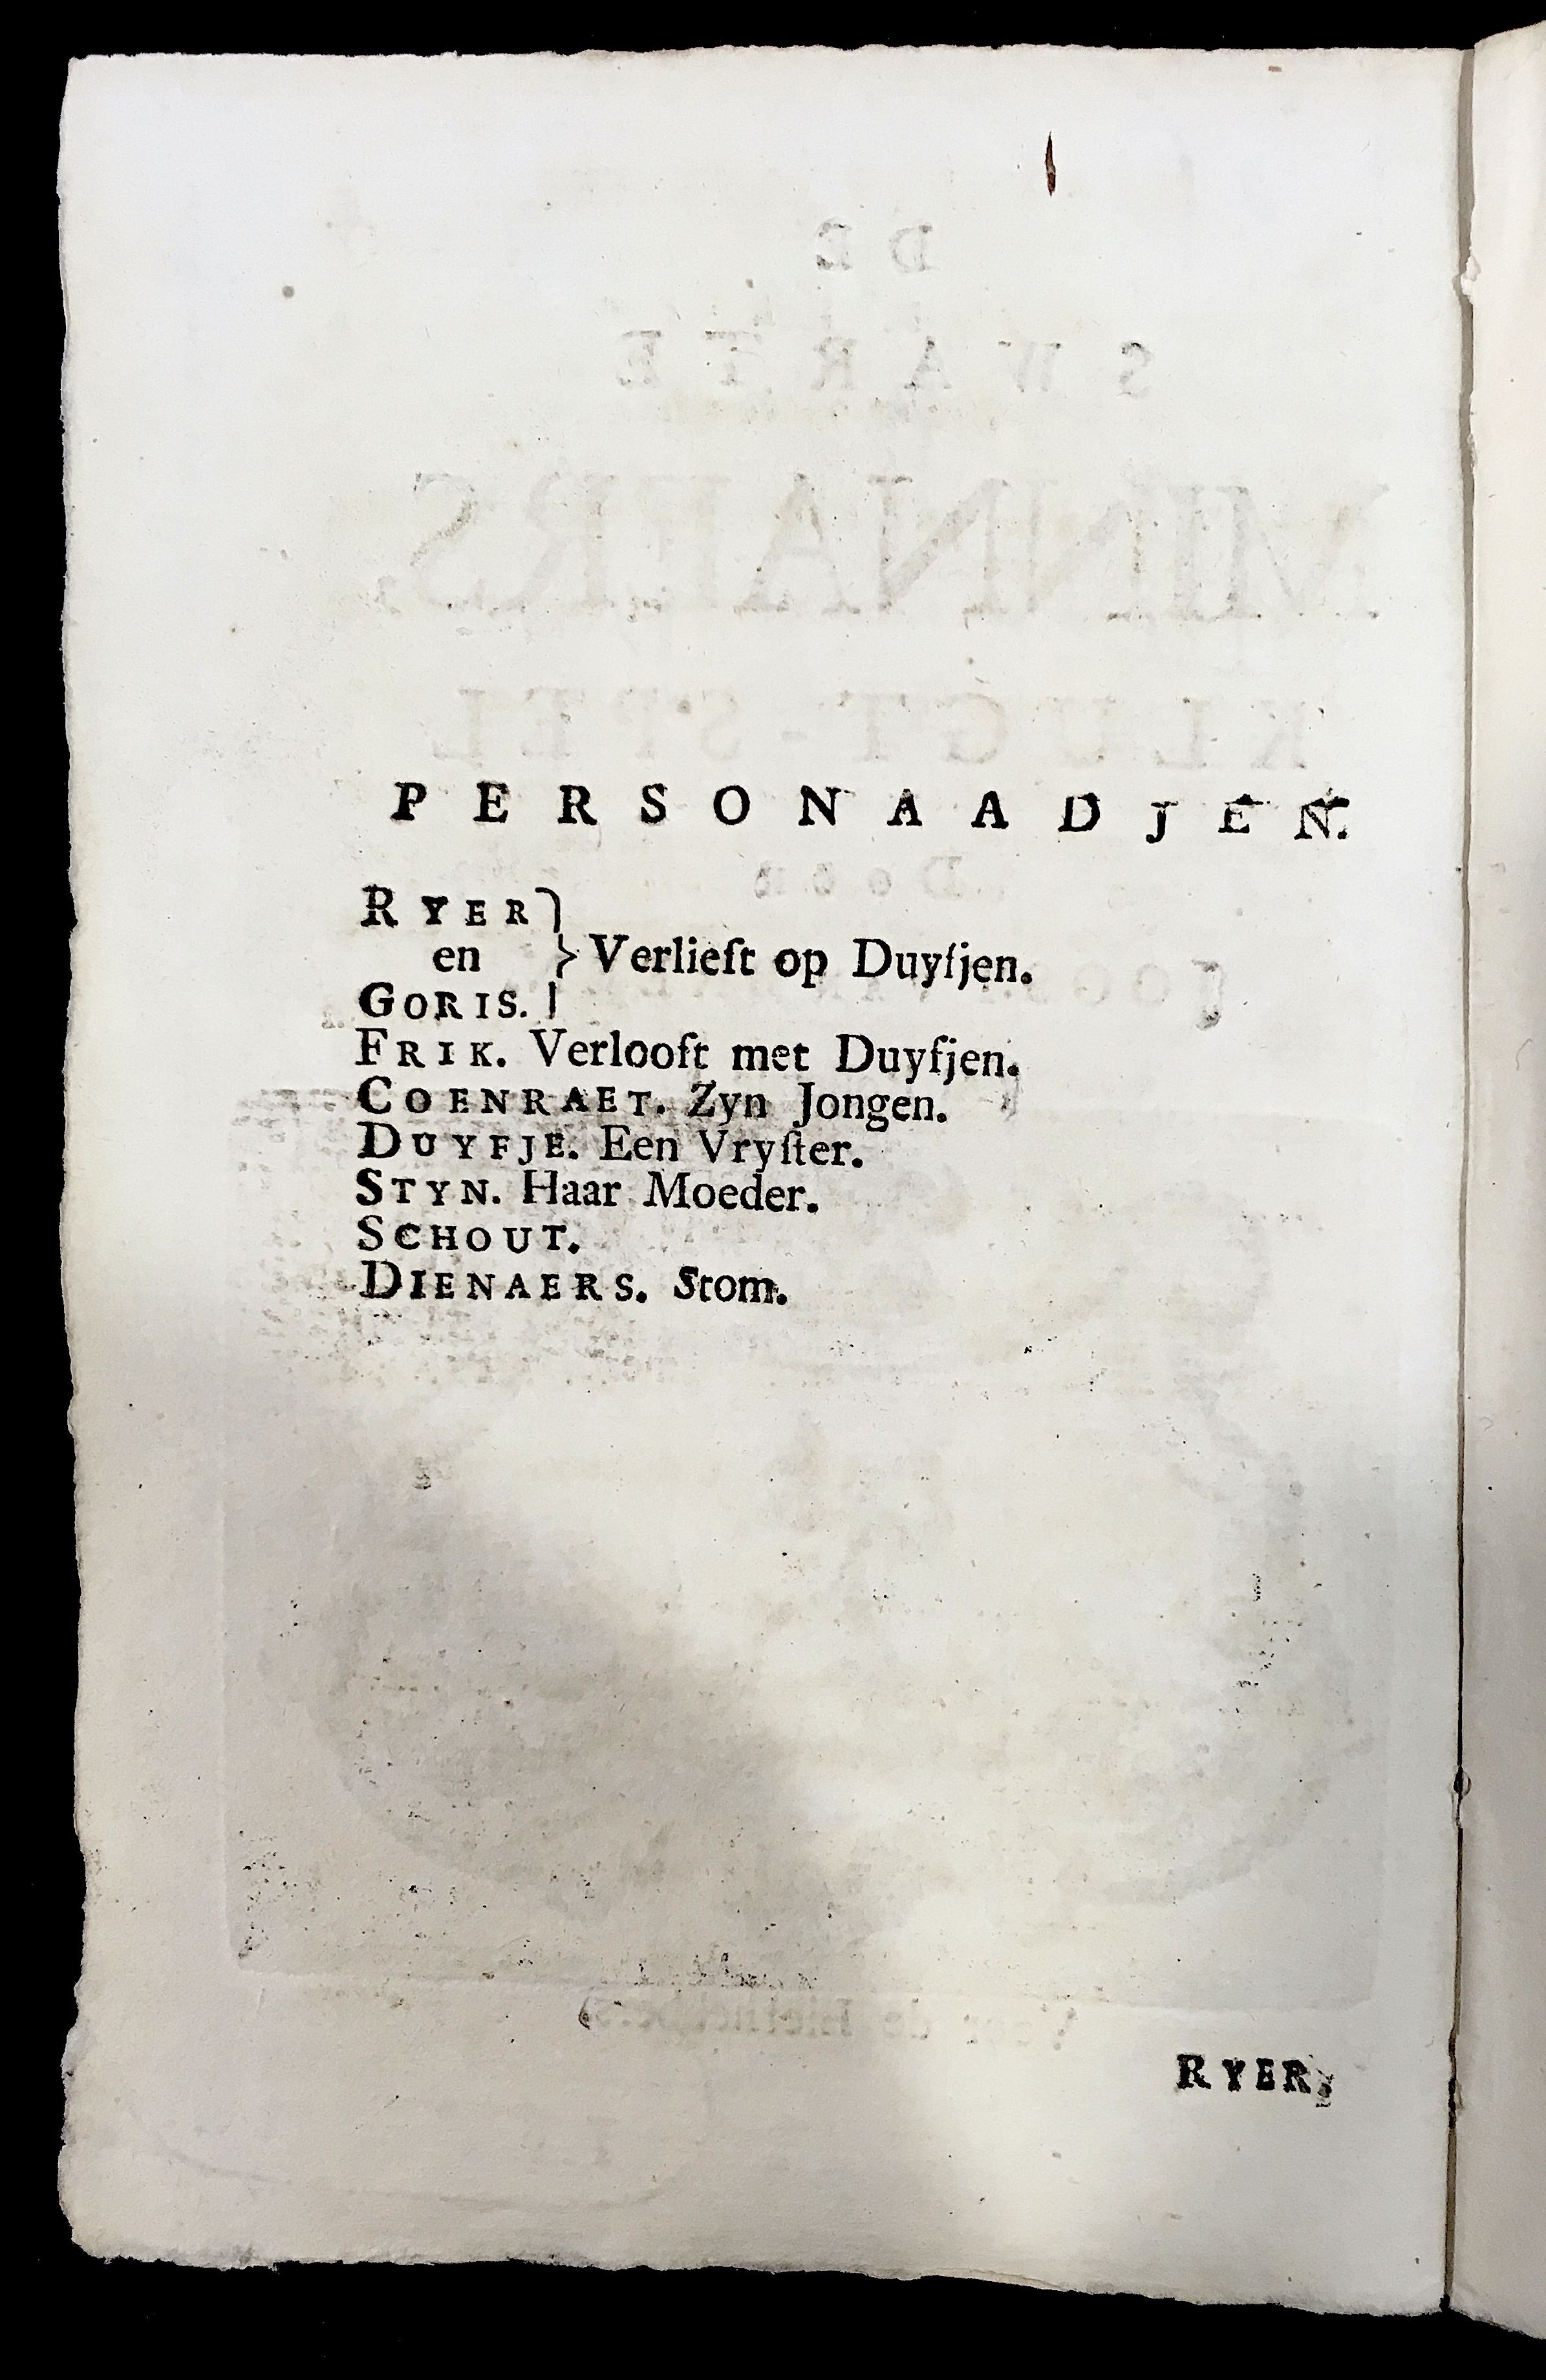 PERSONAADJEN.
RYER
en } Verlieſt op Duyſjen.
GORIS.
FRIK. Verlooft met Duyfjen.
COENRAET. Zyn Jongen.
DUYFJE. Een Vryſter.
STYN. Haar Moeder.
SCHOUT.
DIENAERS. Stom.
RYER,